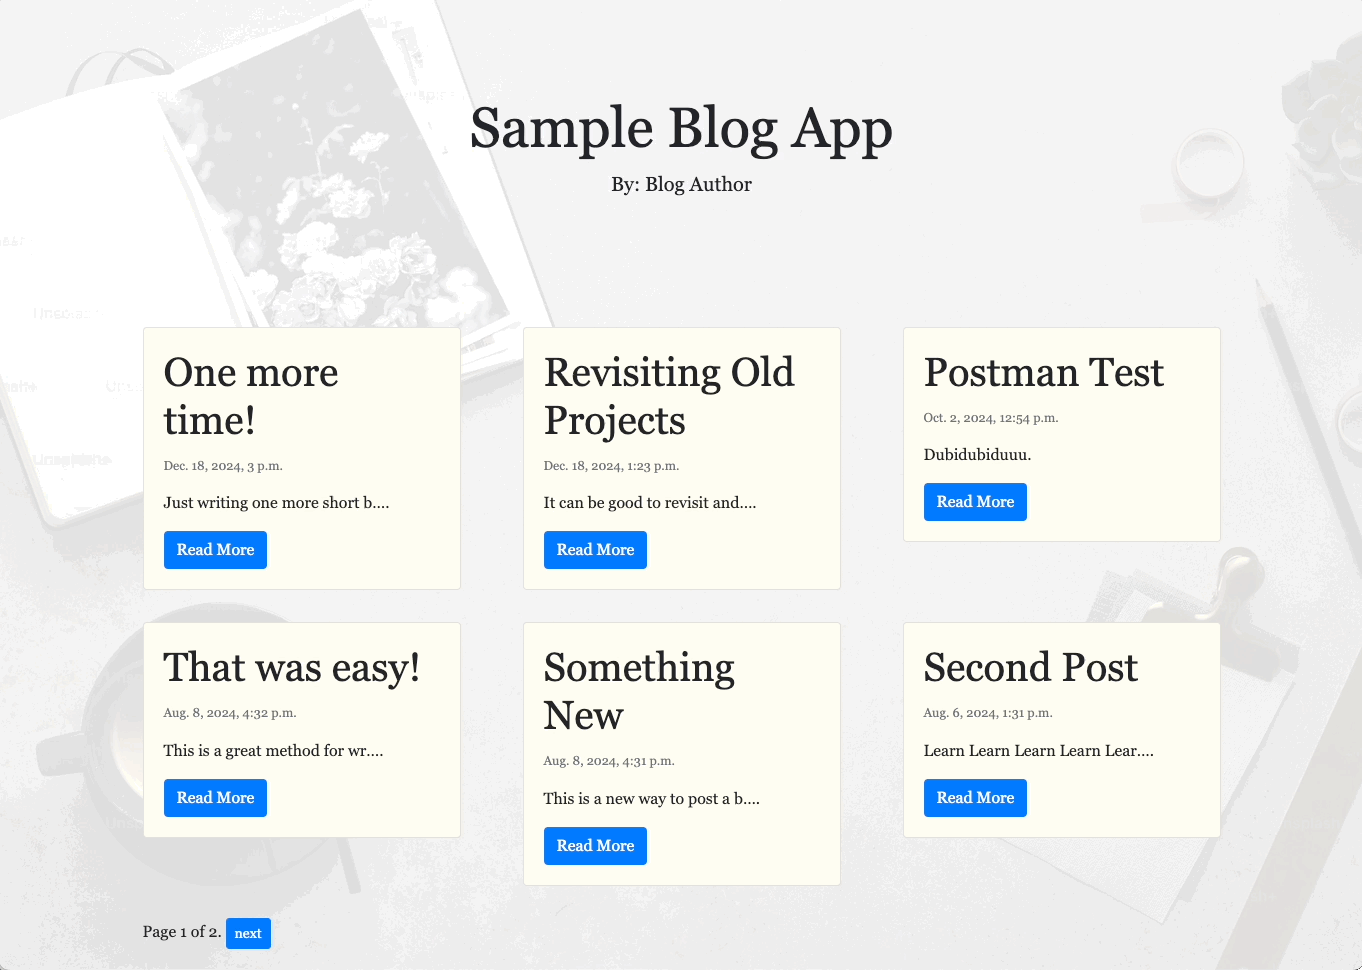 Sample Blog App
By: Blog Author
One more
time!
Dec. 18, 2024, 3 p.m.
Just writing one more short b....
Read More
Revisiting Old
Projects
Dec. 18, 2024, 1:23 p.m.
It can be good to revisit and....
Read More
Postman Test
Oct. 2, 2024, 12:54 p.m.
Dubidubiduuu.
Read More
That was easy!
Aug. 8, 2024, 4:32 p.m.
This is a great method for wr....
Read More
Something
New
Aug. 8, 2024, 4:31 p.m.
This is a new way to post a b....
Read More
Second Post
Aug. 6, 2024, 1:31 p.m.
Learn Learn Learn Learn Lear....
Read More
Page 1 of 2. next